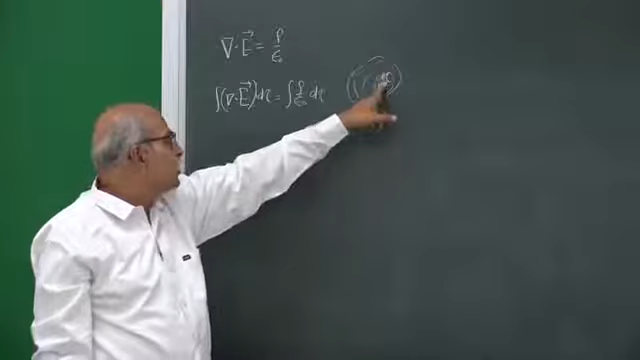 ∇·E⃗ = ρ/ε₀
∫(∇·E⃗)dτ = ∫ρ/ε₀ dτ